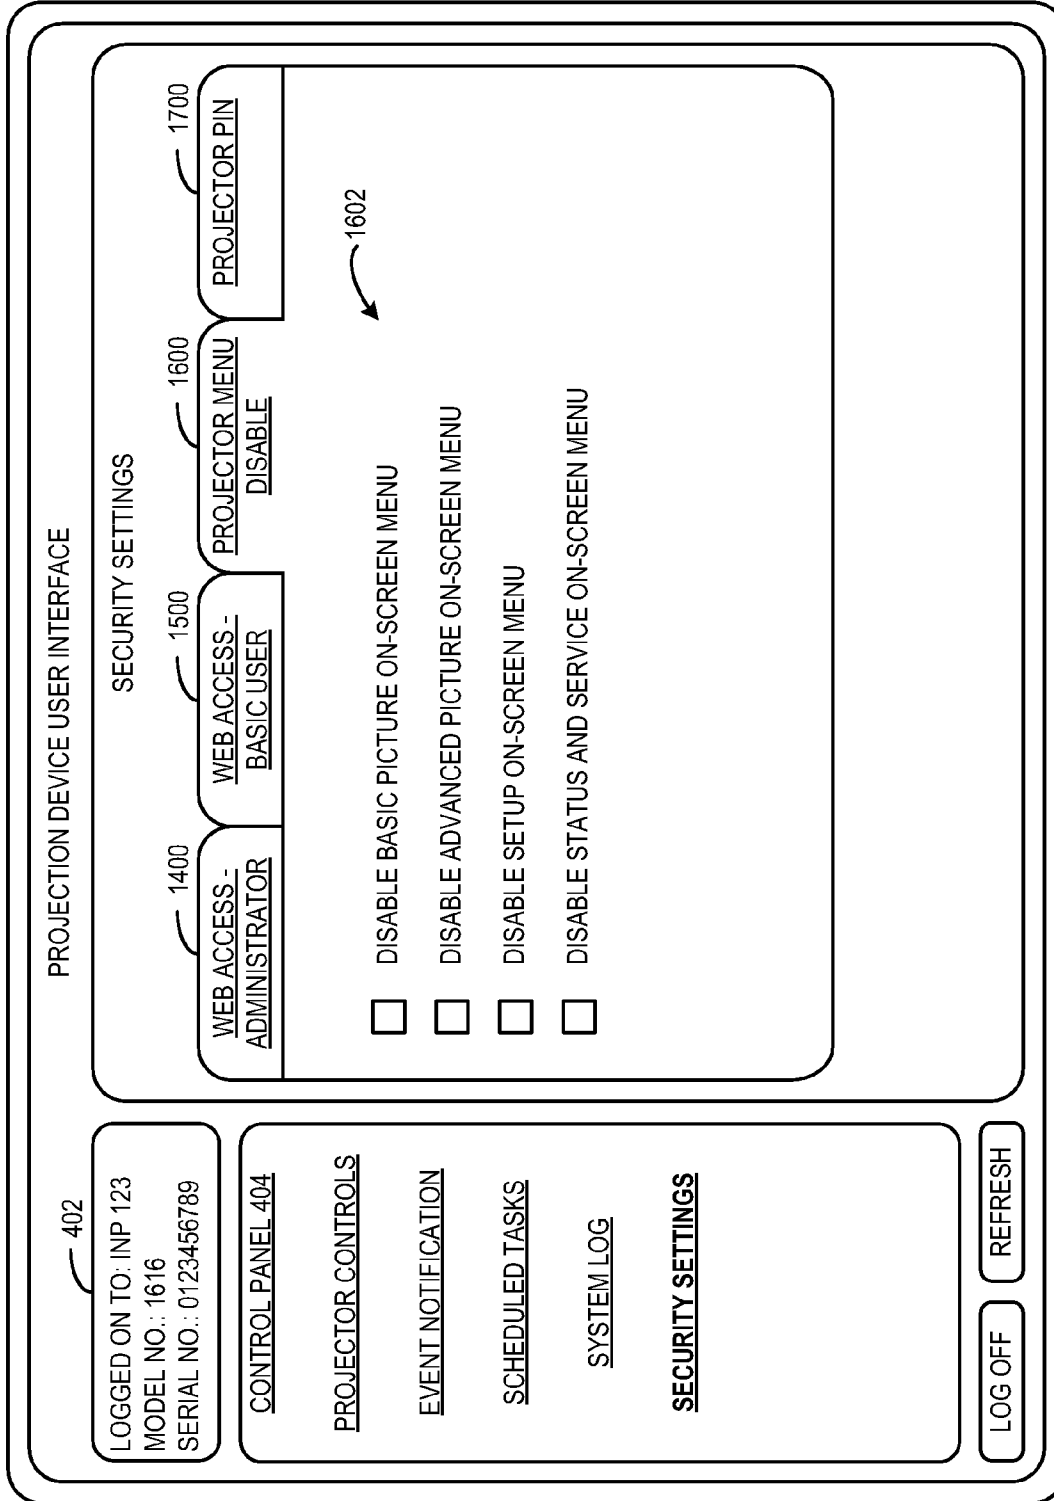 PROJECTION DEVICE USER INTERFACE
402
LOGGED ON TO: INP 123
MODEL NO.: 1616
SERIAL NO.: 0123456789
CONTROL PANEL 404
PROJECTOR CONTROLS
EVENT NOTIFICATION
SCHEDULED TASKS
SYSTEM LOG
SECURITY SETTINGS
LOG OFF
REFRESH
SECURITY SETTINGS
1400
WEB ACCESS -
ADMINISTRATOR
1500
WEB ACCESS -
BASIC USER
1600
PROJECTOR MENU
DISABLE
1700
PROJECTOR PIN
1602
DISABLE BASIC PICTURE ON-SCREEN MENU
DISABLE ADVANCED PICTURE ON-SCREEN MENU
DISABLE SETUP ON-SCREEN MENU
DISABLE STATUS AND SERVICE ON-SCREEN MENU